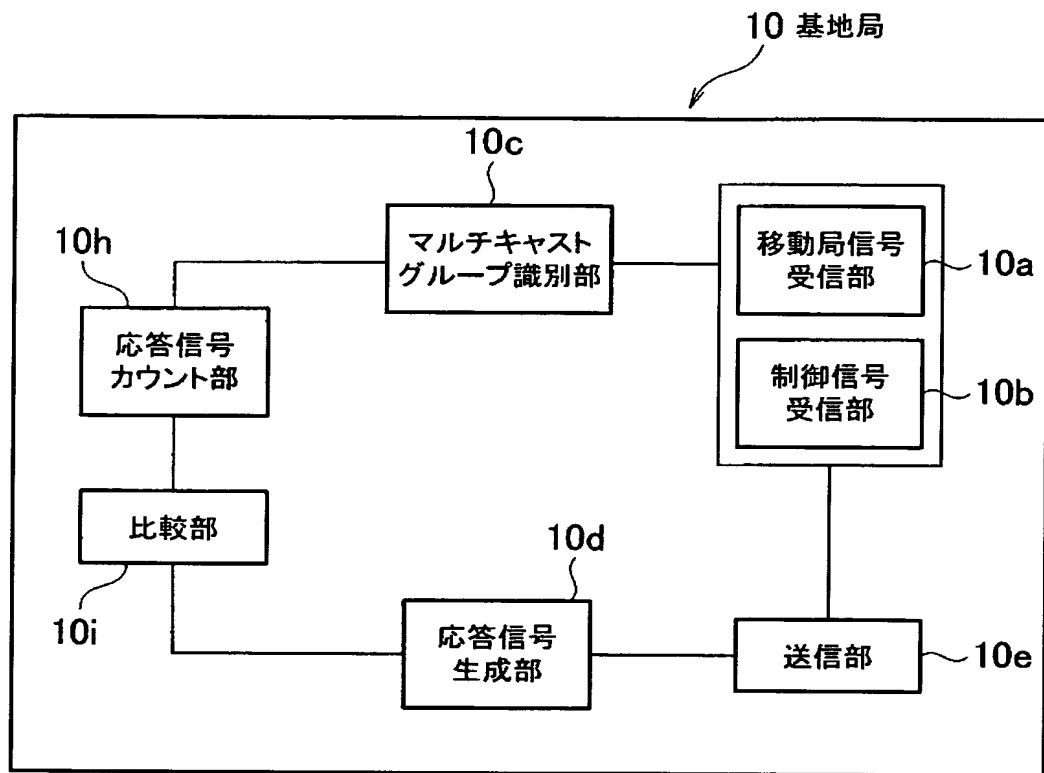 10 基地局
10c
マルチキャスト
グループ識別部
移動局信号
受信部
10a
10h
応答信号
カウント部
制御信号
受信部
10b
比較部
10i
10d
応答信号
生成部
送信部
10e